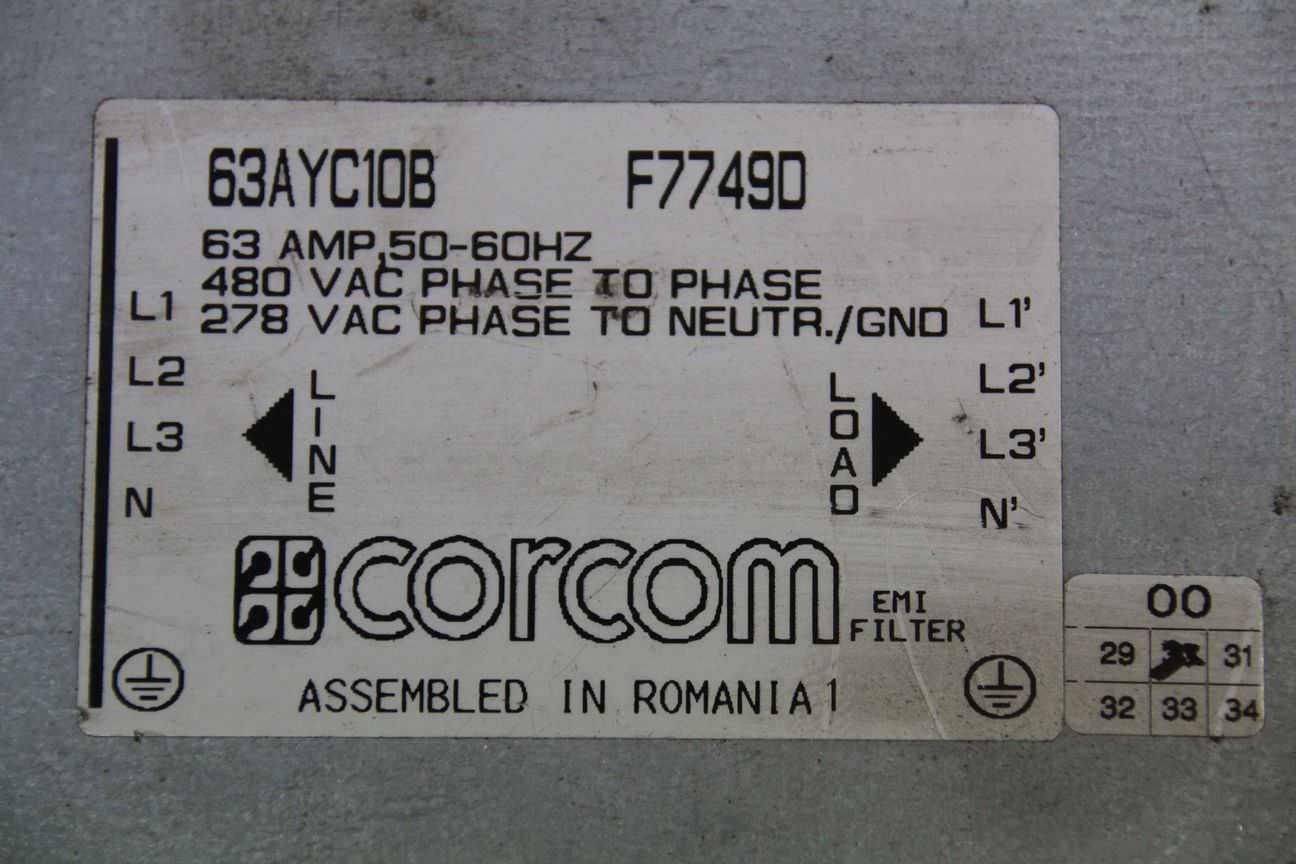 63AYC10B F7749D
63 AMP,50-60HZ
480 VAC PHASE TO PHASE
278 VAC PHASE TO NEUTR./GND
L1 L1'
L2 L2'
L3 L3'
N N'
LINE LOAD
corcom EMI FILTER
ASSEMBLED IN ROMANIA 1
00
29 31
32 33 34